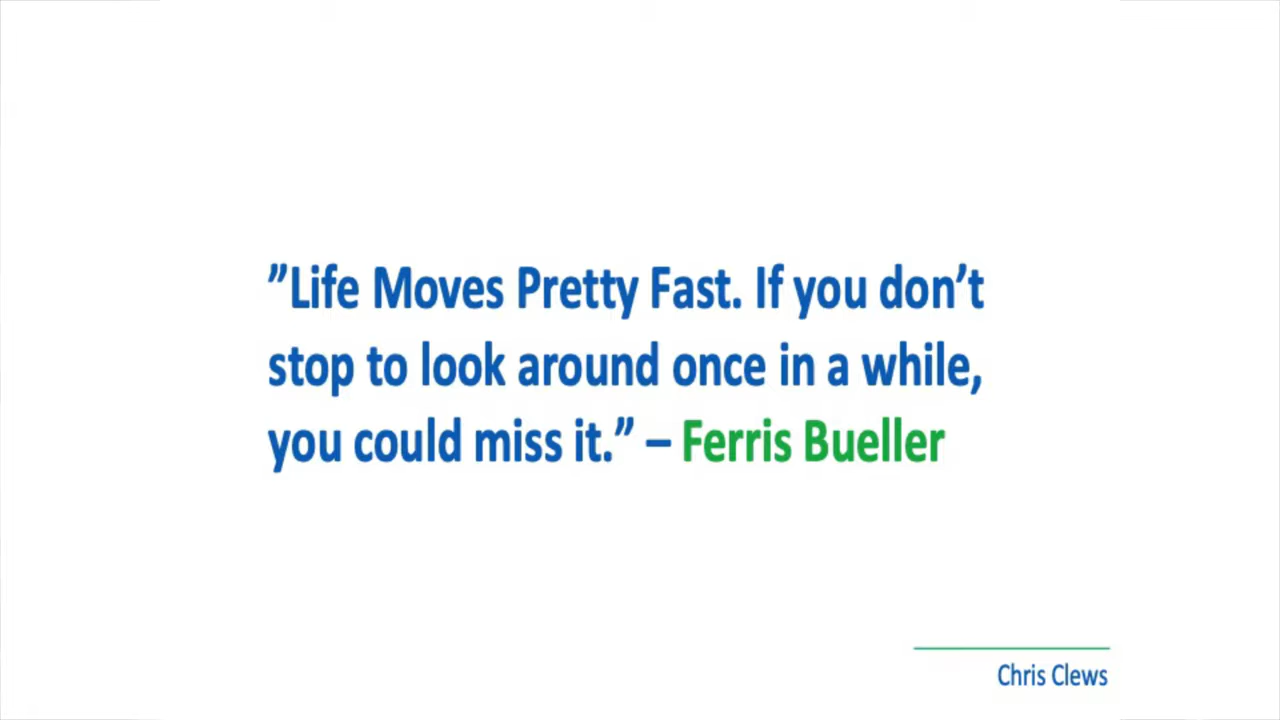 ”Life Moves Pretty Fast. If you don’t
stop to look around once in a while,
you could miss it.” – Ferris Bueller
Chris Clews